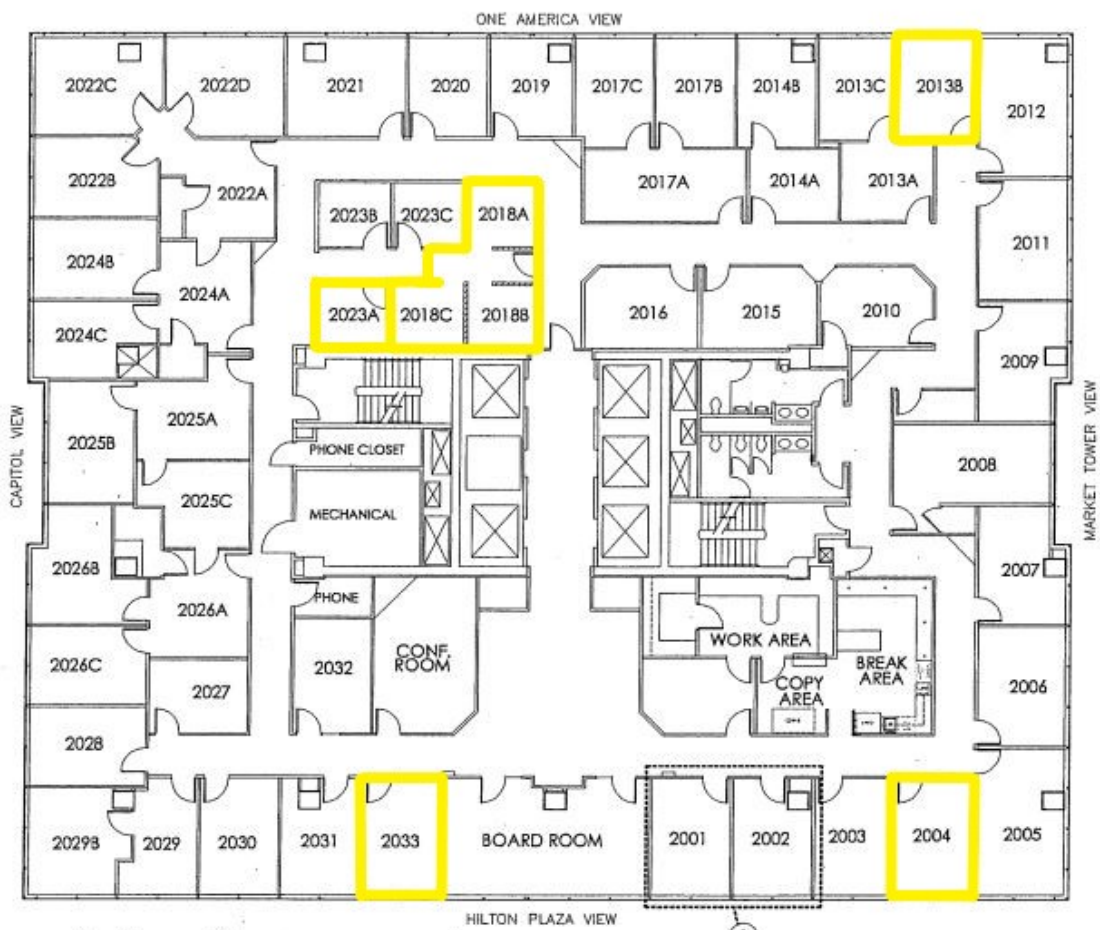 ONE AMERICA VIEW
2022C
2022D
2021
2020
2019
2017C
2017B
2014B
2013C
2013B
2012
2022B
2022A
2017A
2014A
2013A
2023B
2023C
2018A
2011
2024B
2024A
2024C
2023A
2018C
2018B
2016
2015
2010
2009
CAPITOL VIEW
MARKET TOWER VIEW
2025B
2025A
2025C
PHONE CLOSET
MECHANICAL
2008
2026B
2026A
2026C
2027
PHONE
2032
CONF.
ROOM
WORK AREA
COPY
AREA
BREAK
AREA
2007
2006
2028
2029B
2029
2030
2031
2033
BOARD ROOM
2001
2002
2003
2004
2005
HILTON PLAZA VIEW